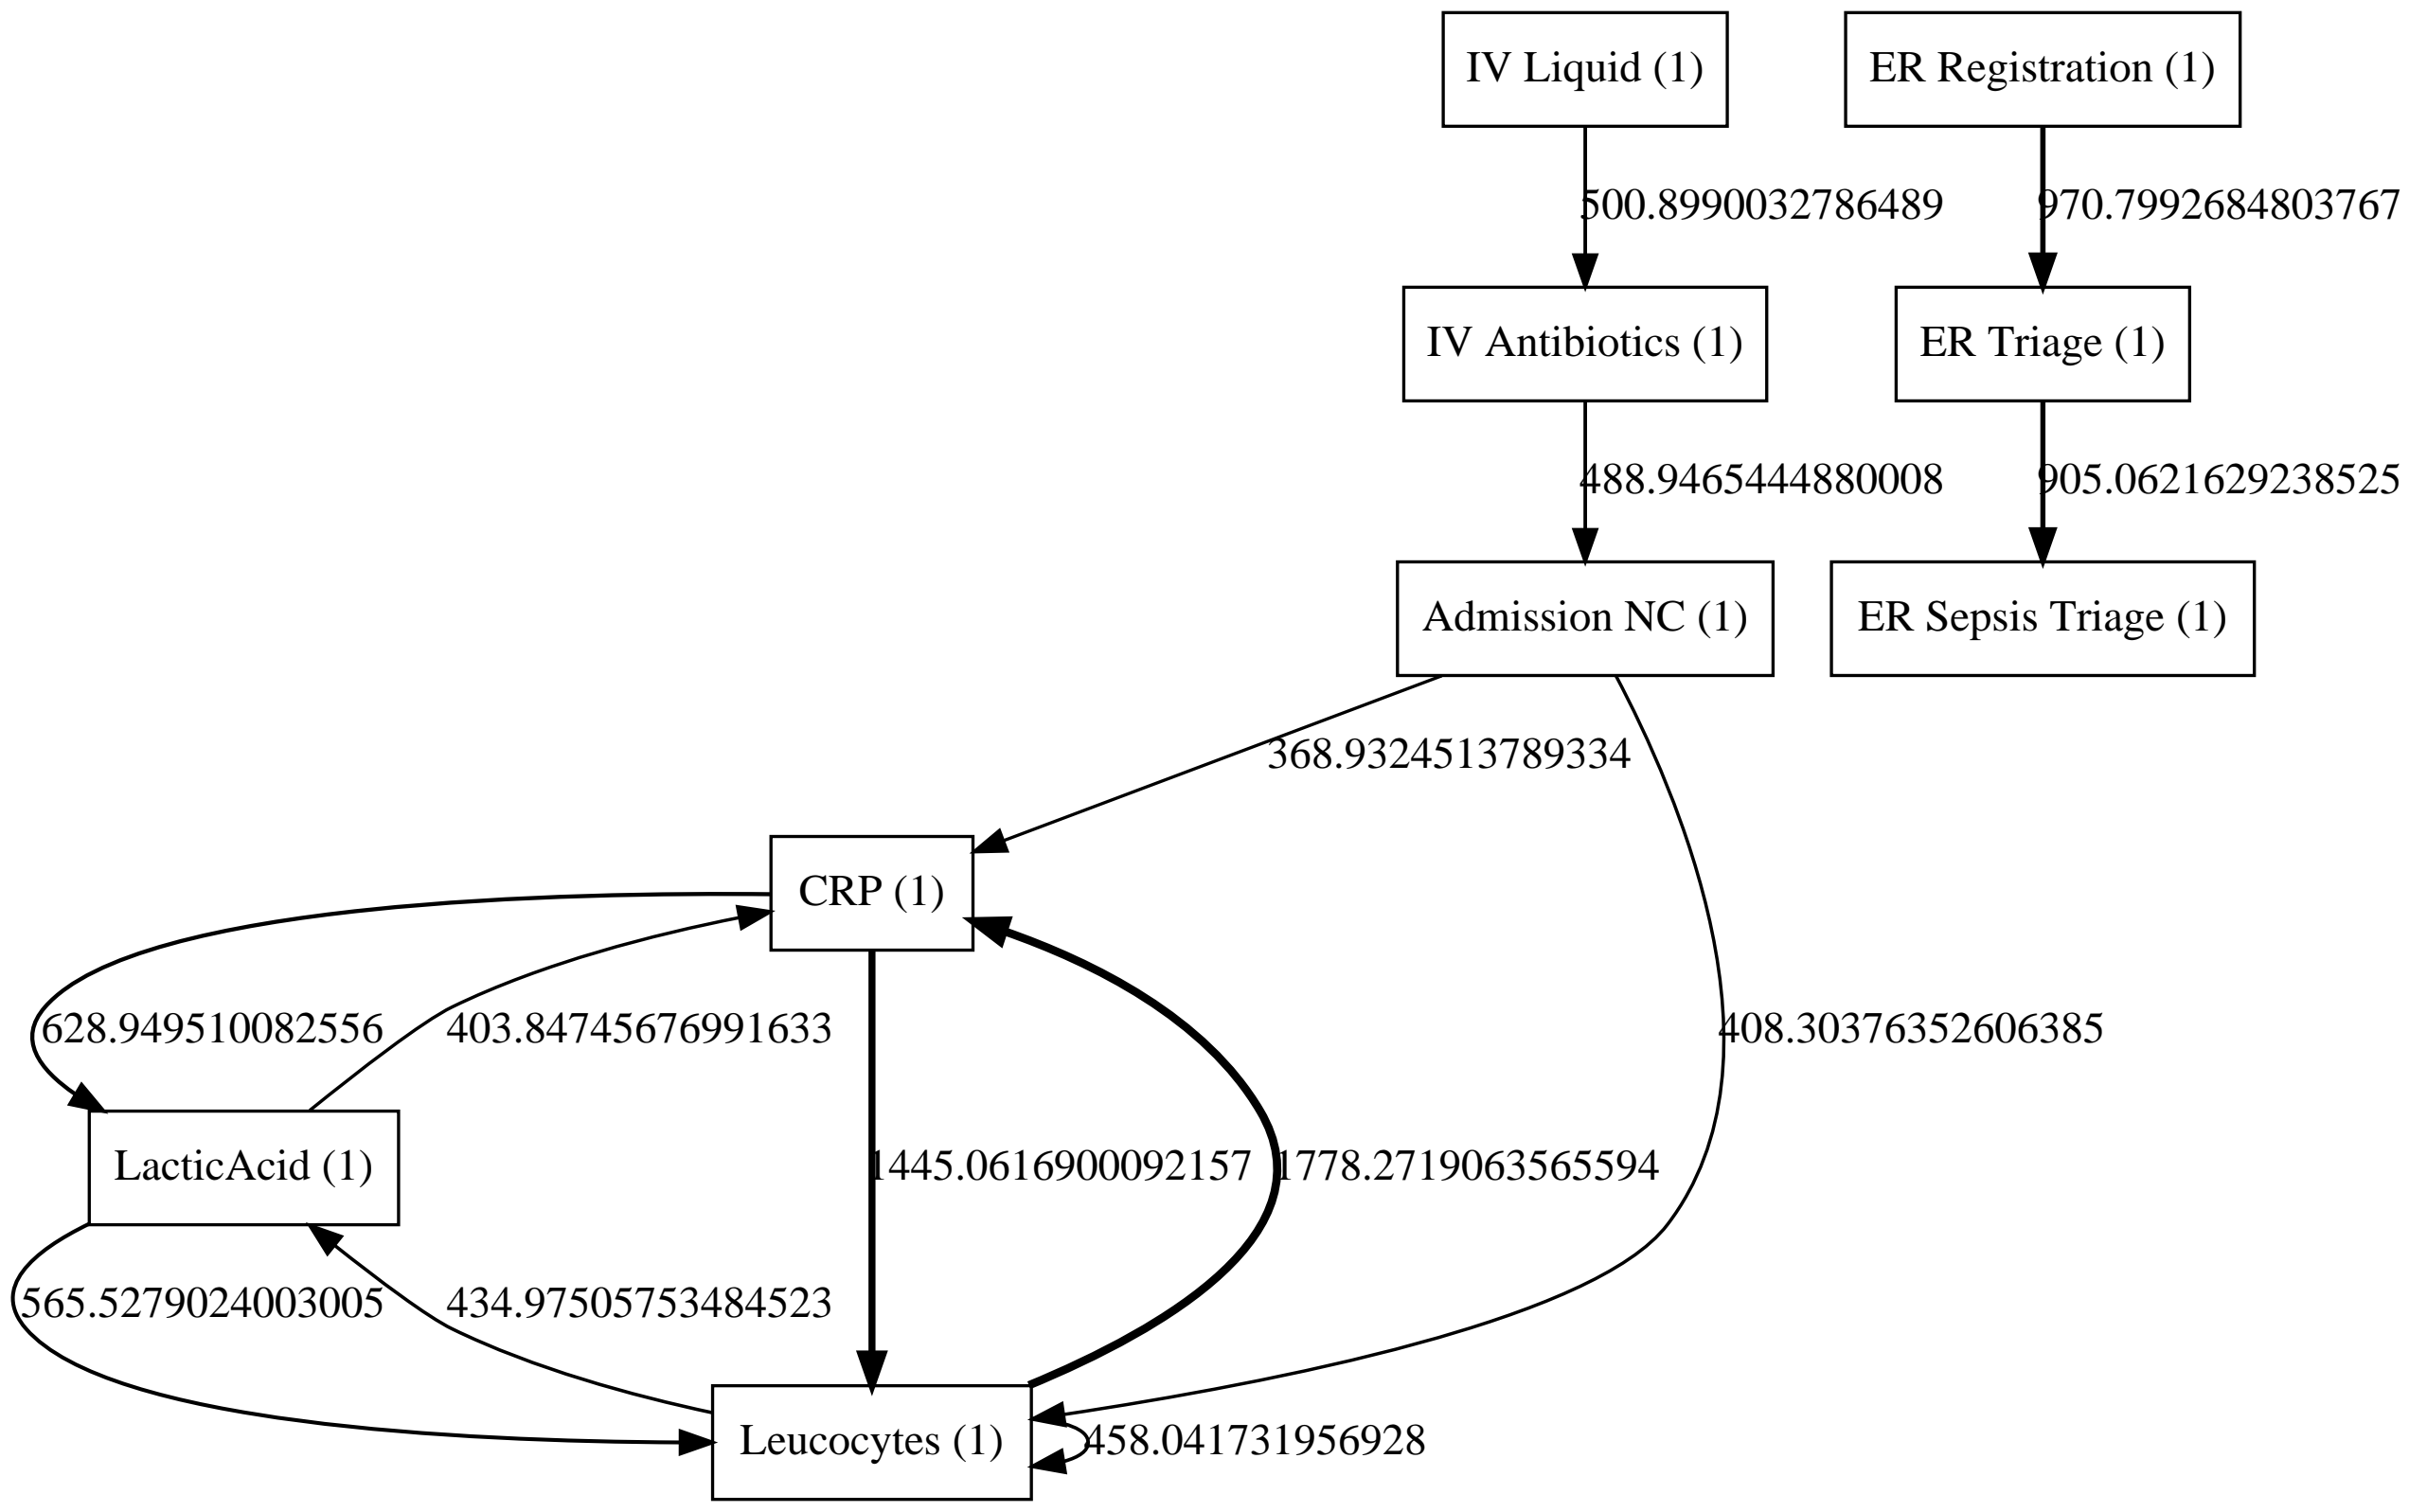 IV Liquid (1)
ER Registration (1)
500.8990032786489
970.7992684803767
IV Antibiotics (1)
ER Triage (1)
488.9465444880008
905.0621629238525
Admission NC (1)
ER Sepsis Triage (1)
368.9324513789334
CRP (1)
628.949510082556
403.84745676991633
408.30376352606385
LacticAcid (1)
1445.0616900092157
1778.2719063565594
565.5279024003005
434.97505753484523
Leucocytes (1)
458.041731956928